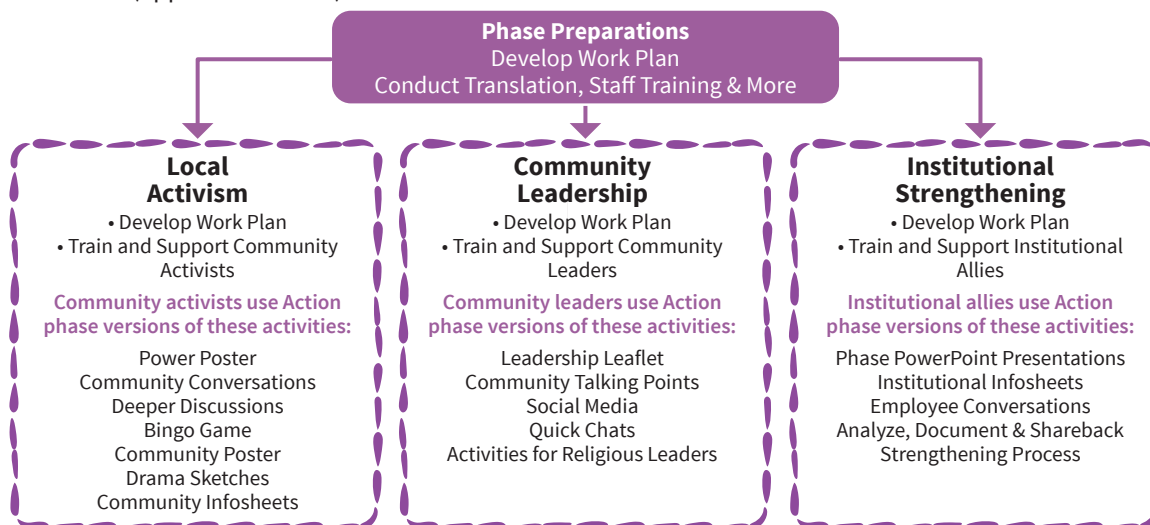 Phase Preparations
Develop Work Plan
Conduct Translation, Staff Training & More
Local
Activism
• Develop Work Plan
• Train and Support Community
Activists
Community activists use Action
phase versions of these activities:
Power Poster
Community Conversations
Deeper Discussions
Bingo Game
Community Poster
Drama Sketches
Community Infosheets
Community
Leadership
• Develop Work Plan
• Train and Support Community
Leaders
Community leaders use Action
phase versions of these activities:
Leadership Leaflet
Community Talking Points
Social Media
Quick Chats
Activities for Religious Leaders
Institutional
Strengthening
• Develop Work Plan
• Train and Support Institutional
Allies
Institutional allies use Action
phase versions of these activities:
Phase PowerPoint Presentations
Institutional Infosheets
Employee Conversations
Analyze, Document & Shareback
Strengthening Process